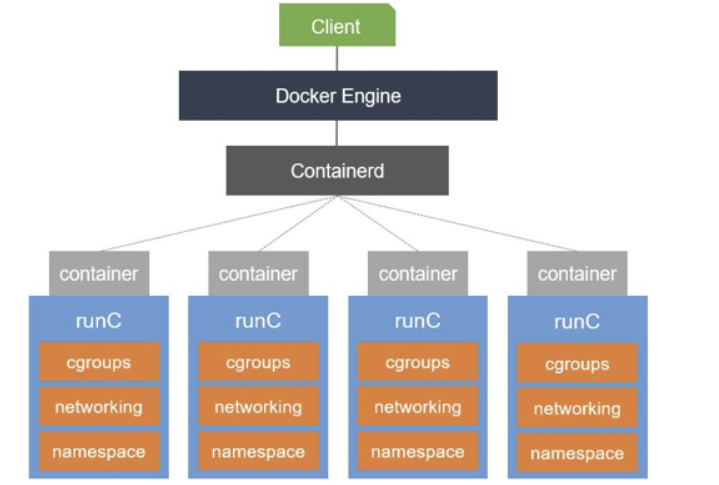 Client
Docker Engine
Containerd
container
container
container
container
runC
runC
runC
runC
cgroups
cgroups
cgroups
cgroups
networking
networking
networking
networking
namespace
namespace
namespace
namespace